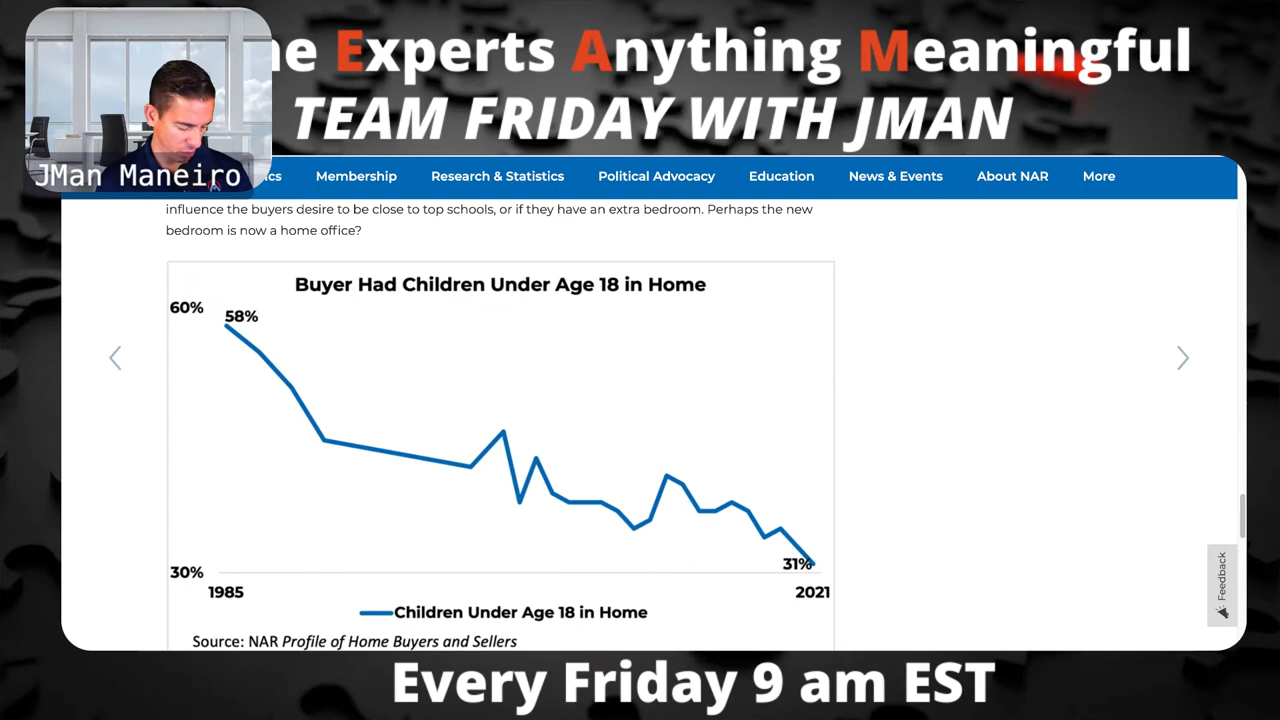 e Experts Anything Meaningful
TEAM FRIDAY WITH JMAN
JMan Maneiro
cs Membership Research & Statistics Political Advocacy Education News & Events About NAR More
influence the buyers desire to be close to top schools, or if they have an extra bedroom. Perhaps the new
bedroom is now a home office?
Buyer Had Children Under Age 18 in Home
60%
58%
31%
30%
1985 2021
Children Under Age 18 in Home
Source: NAR Profile of Home Buyers and Sellers
Feedback
Every Friday 9 am EST